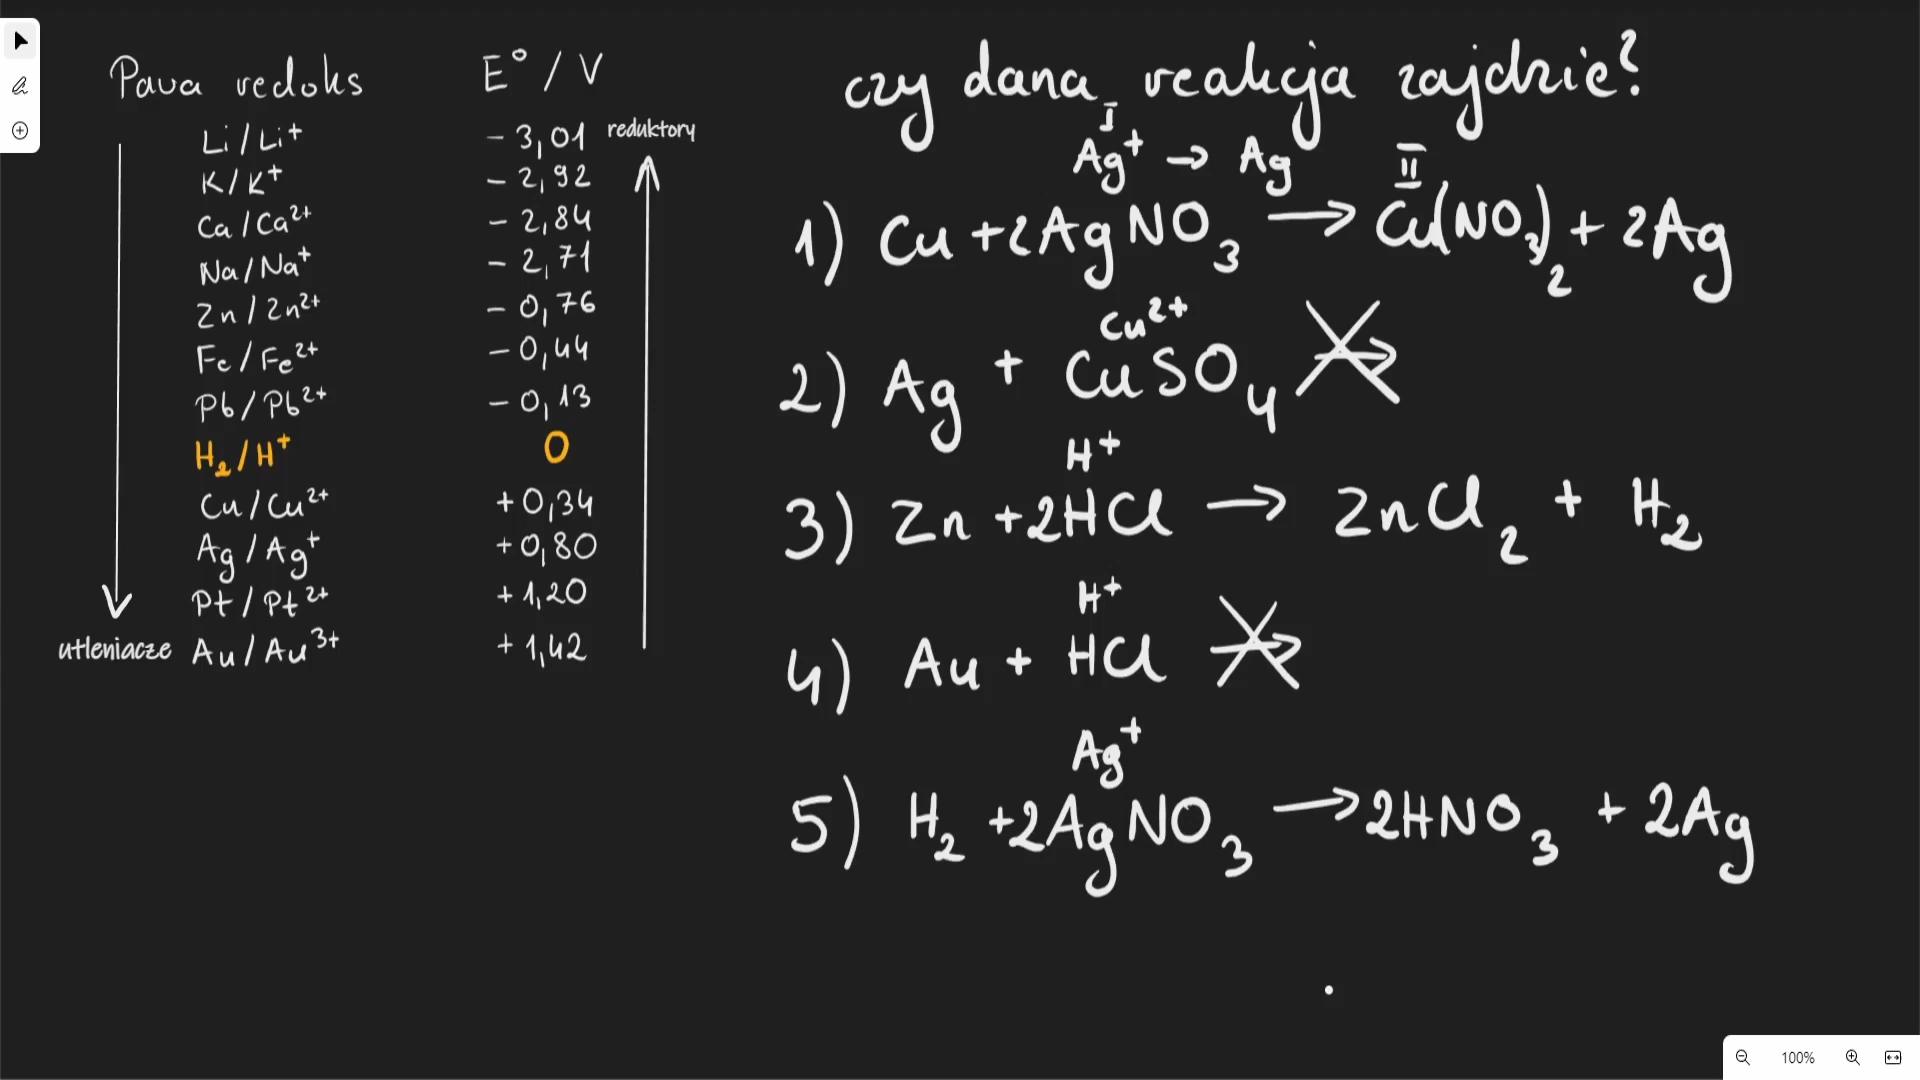 Para redoks E° / V
Li / Li⁺ - 3,01 reduktory
K / K⁺ - 2,92
Ca / Ca²⁺ - 2,84
Na / Na⁺ - 2,71
Zn / Zn²⁺ - 0,76
Fe / Fe²⁺ - 0,44
Pb / Pb²⁺ - 0,13
H₂ / H⁺ 0
Cu / Cu²⁺ + 0,34
Ag / Ag⁺ + 0,80
Pt / Pt²⁺ + 1,20
utleniacze Au / Au³⁺ + 1,42
czy dana reakcja zajdzie?
I
Ag⁺ → Ag II
1) Cu + 2AgNO₃ → Cu(NO₃)₂ + 2Ag
Cu²⁺
2) Ag + CuSO₄ →
H⁺
3) Zn + 2HCl → ZnCl₂ + H₂
H⁺
4) Au + HCl →
Ag⁺
5) H₂ + 2AgNO₃ → 2HNO₃ + 2Ag
100%